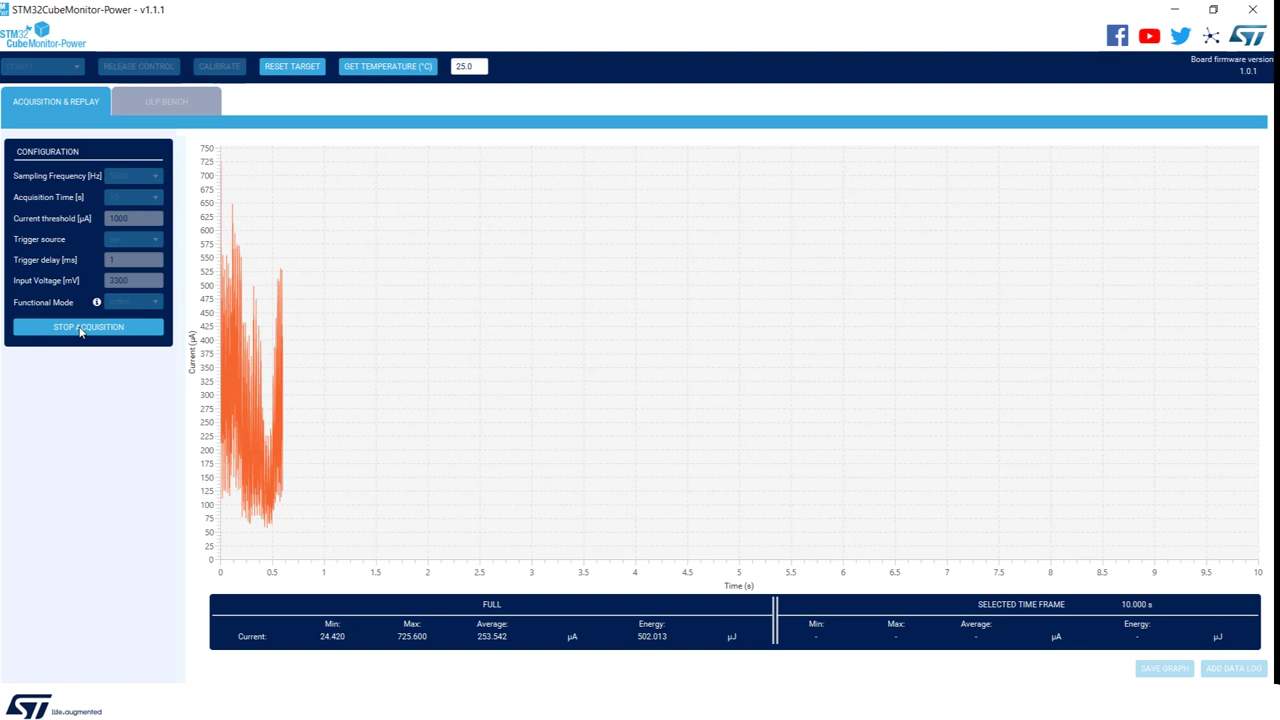 STM32CubeMonitor-Power - v1.1.1
STM32
CubeMonitor-Power
RELEASE CONTROL CALIBRATE RESET TARGET GET TEMPERATURE (°C) 25.0
Board firmware version
1.0.1
ACQUISITION & REPLAY ULP BENCH
CONFIGURATION
Sampling Frequency [Hz]
Acquisition Time [s] 10
Current threshold [µA] 1000
Trigger source sw
Trigger delay [ms] 1
Input Voltage [mV] 3300
Functional Mode
STOP ACQUISITION
750
725
700
675
650
625
600
575
550
525
500
475
450
425
400
375
350
325
300
275
250
225
200
175
150
125
100
75
50
25
0
Current (µA)
0 0.5 1 1.5 2 2.5 3 3.5 4 4.5 5 5.5 6 6.5 7 7.5 8 8.5 9 9.5 10
Time (s)
FULL
Min: Max: Average: Energy:
Current: 24.420 725.600 253.542 µA 502.013 µJ
SELECTED TIME FRAME 10.000 s
Min: Max: Average: Energy:
- - - µA - µJ
SAVE GRAPH ADD DATA LOG
ST life.augmented